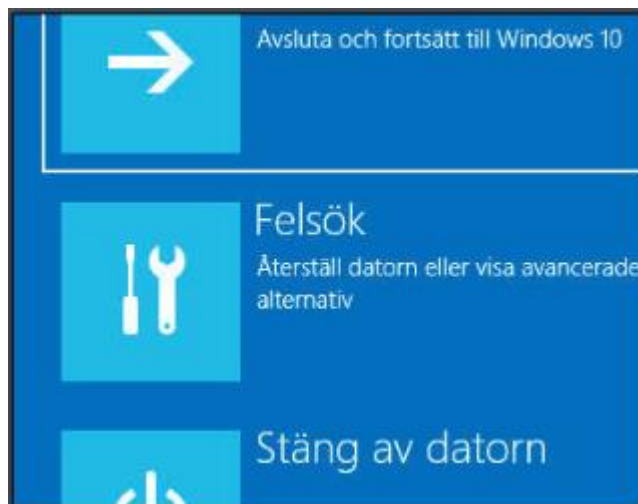 Avsluta och fortsätt till Windows 10
Felsök
Återställ datorn eller visa avancerade
alternativ
Stäng av datorn